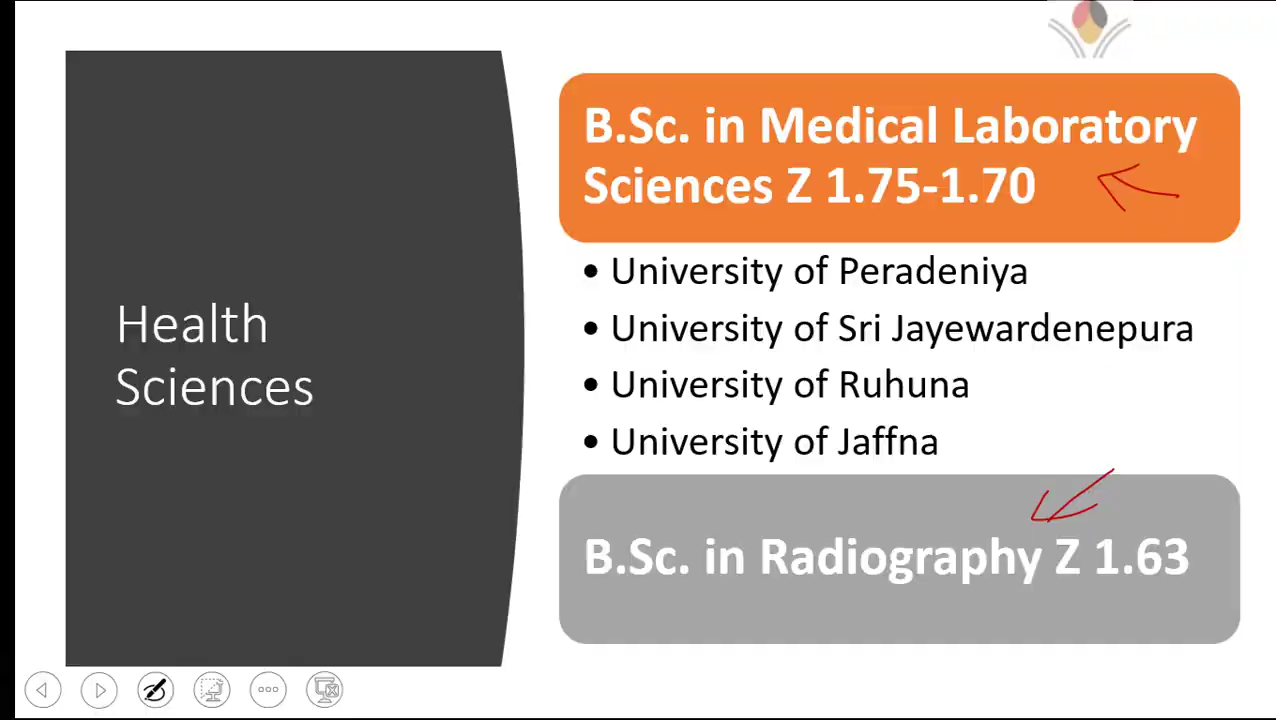 Health
Sciences
B.Sc. in Medical Laboratory
Sciences Z 1.75-1.70
• University of Peradeniya
• University of Sri Jayewardenepura
• University of Ruhuna
• University of Jaffna
B.Sc. in Radiography Z 1.63